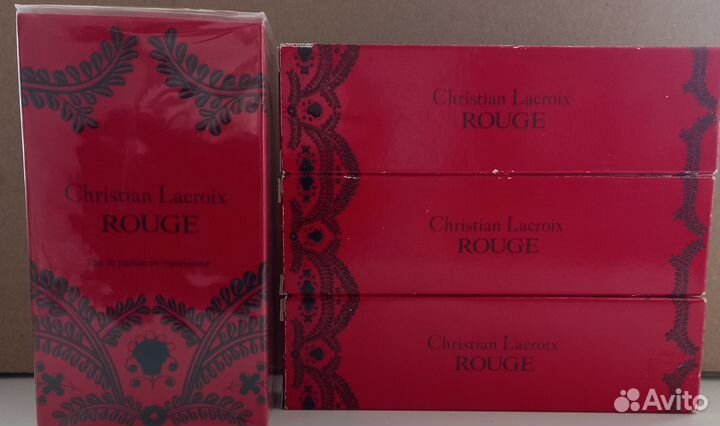 Christian Lacroix
ROUGE
eau de parfum en vaporisateur
Christian Lacroix
ROUGE
Christian Lacroix
ROUGE
Christian Lacroix
ROUGE
Avito